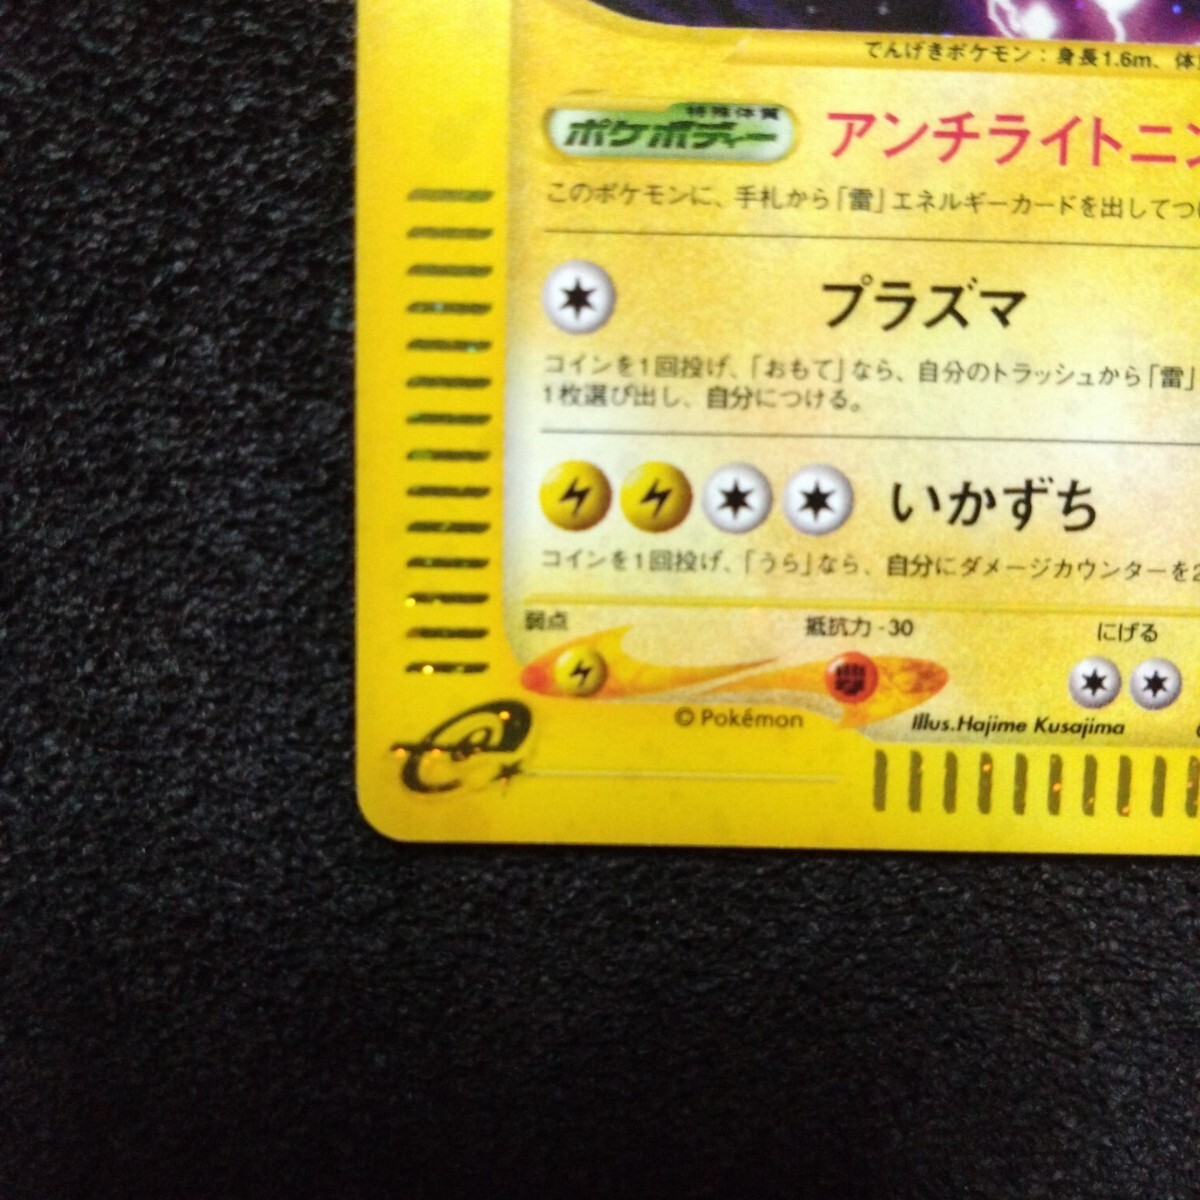 でんげきポケモン：身長1.6m、体
特殊体質
ポケボディー
アンチライトニン
このポケモンに、手札から「雷」エネルギーカードを出してつ
プラズマ
コインを1回投げ、「おもて」なら、自分のトラッシュから「雷」
1枚選び出し、自分につける。
いかずち
コインを1回投げ、「うら」なら、自分にダメージカウンターを2
弱点
抵抗力 -30
にげる
© Pokémon
Illus.Hajime Kusajima
e